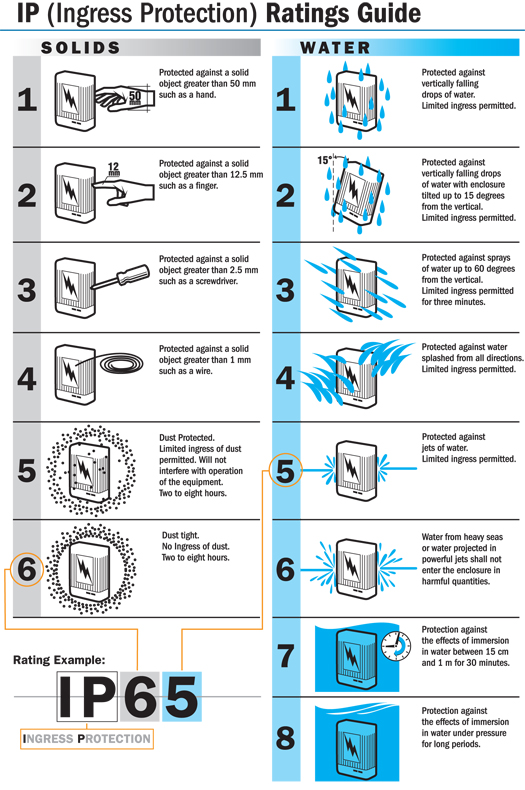 IP (Ingress Protection) Ratings Guide
SOLIDS
1
50
mm
Protected against a solid
object greater than 50 mm
such as a hand.
2
12
mm
Protected against a solid
object greater than 12.5 mm
such as a finger.
3
Protected against a solid
object greater than 2.5 mm
such as a screwdriver.
4
Protected against a solid
object greater than 1 mm
such as a wire.
5
Dust Protected.
Limited ingress of dust
permitted. Will not
interfere with operation
of the equipment.
Two to eight hours.
6
Dust tight.
No Ingress of dust.
Two to eight hours.
WATER
1
Protected against
vertically falling
drops of water.
Limited ingress permitted.
2
15°
Protected against
vertically falling drops
of water with enclosure
tilted up to 15 degrees
from the vertical.
Limited ingress permitted.
3
Protected against sprays
of water up to 60 degrees
from the vertical.
Limited ingress permitted
for three minutes.
4
Protected against water
splashed from all directions.
Limited ingress permitted.
5
Protected against
jets of water.
Limited ingress permitted.
6
Water from heavy seas
or water projected in
powerful jets shall not
enter the enclosure in
harmful quantities.
7
Protection against
the effects of immersion
in water between 15 cm
and 1 m for 30 minutes.
8
Protection against
the effects of immersion
in water under pressure
for long periods.
Rating Example:
IP65
INGRESS PROTECTION